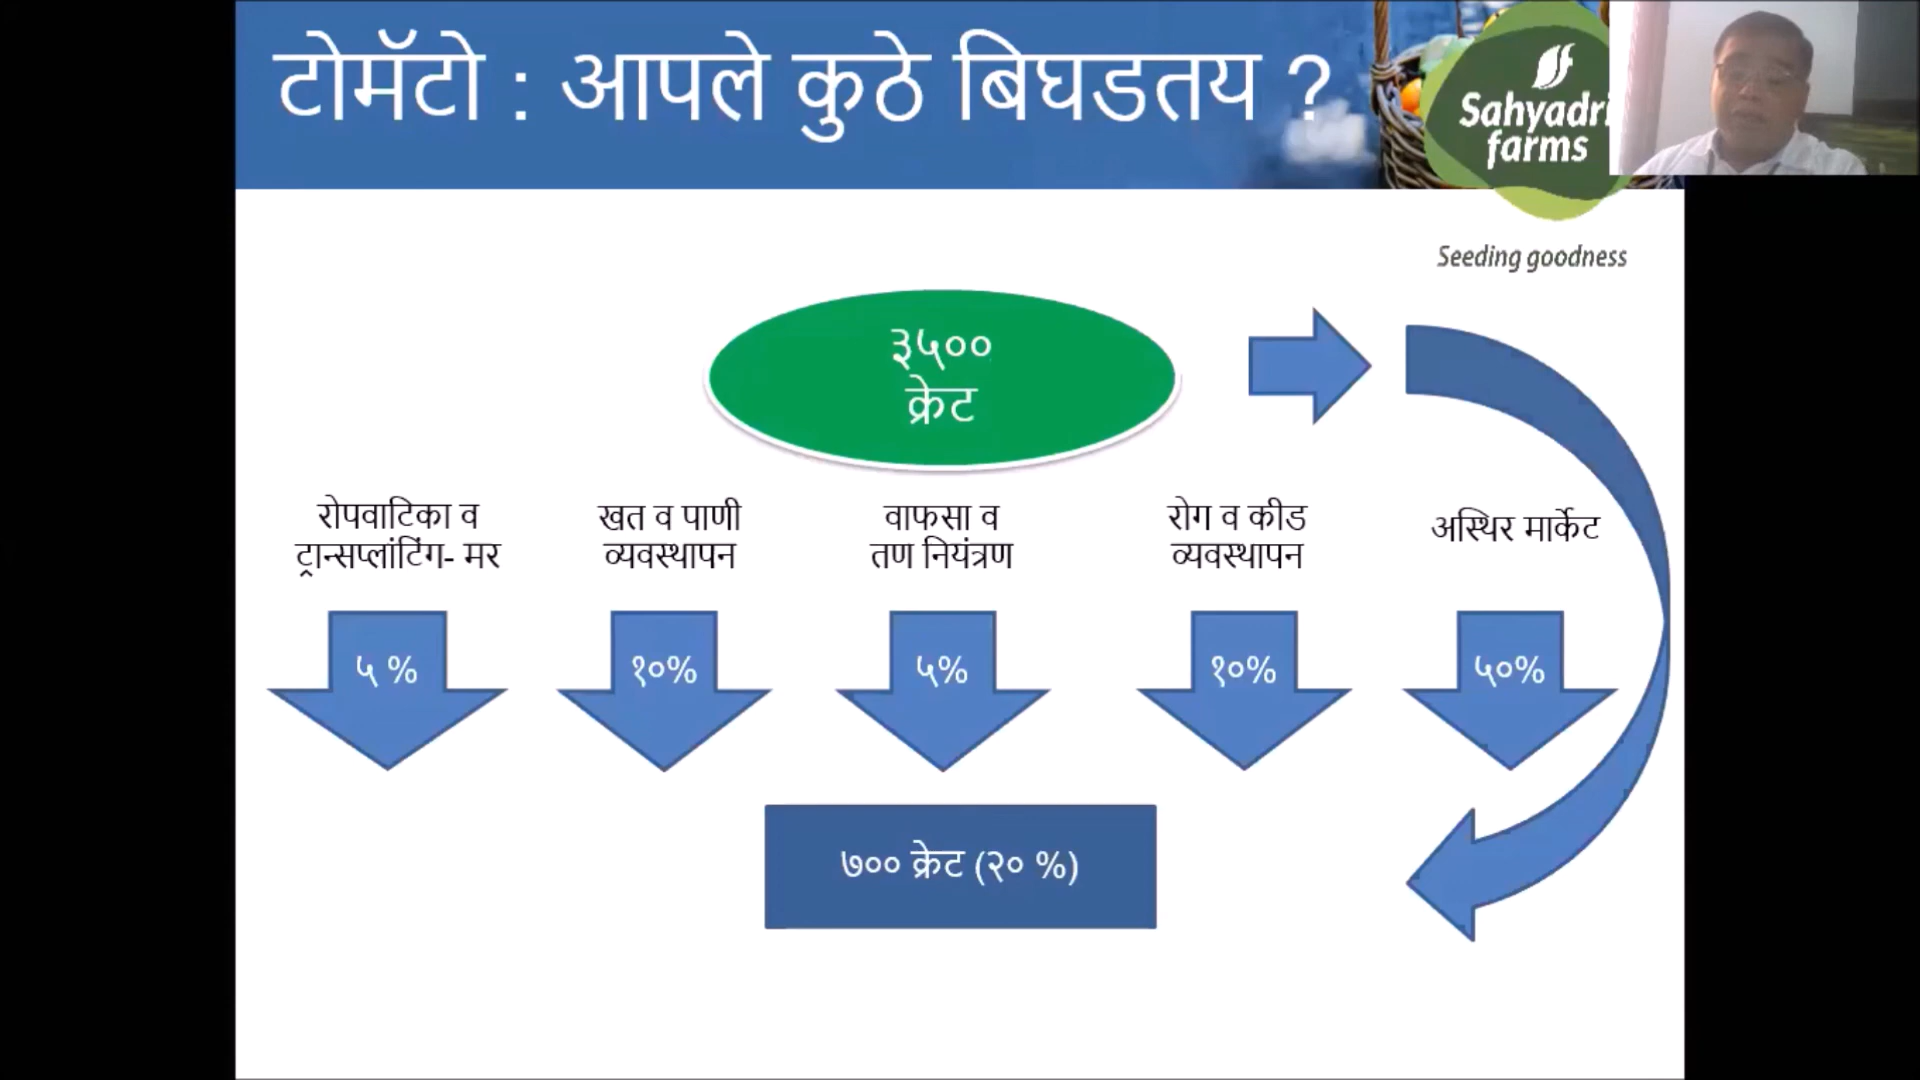 टोमॅटो : आपले कुठे बिघडतय ?
Sahyadri
farms
Seeding goodness
३५००
क्रेट
रोपवाटिका व
ट्रान्सप्लांटिंग- मर
खत व पाणी
व्यवस्थापन
वाफसा व
तण नियंत्रण
रोग व कीड
व्यवस्थापन
अस्थिर मार्केट
५ %
१०%
५%
१०%
५०%
७०० क्रेट (२० %)